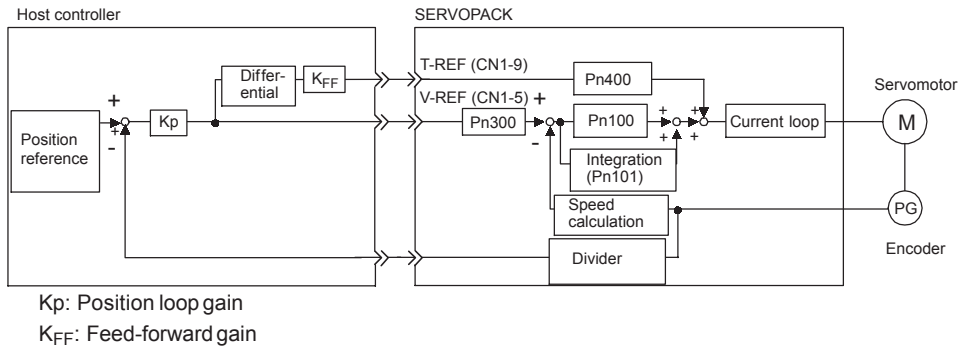 Host controller
SERVOPACK
Position
reference
+
+
-
Kp
Differ-
ential
KFF
T-REF (CN1-9)
V-REF (CN1-5)
+
-
Pn300
Pn400
Pn100
Integration
(Pn101)
+
+
+
+
Current loop
Speed
calculation
Divider
Servomotor
M
PG
Encoder
Kp: Position loop gain
KFF: Feed-forward gain